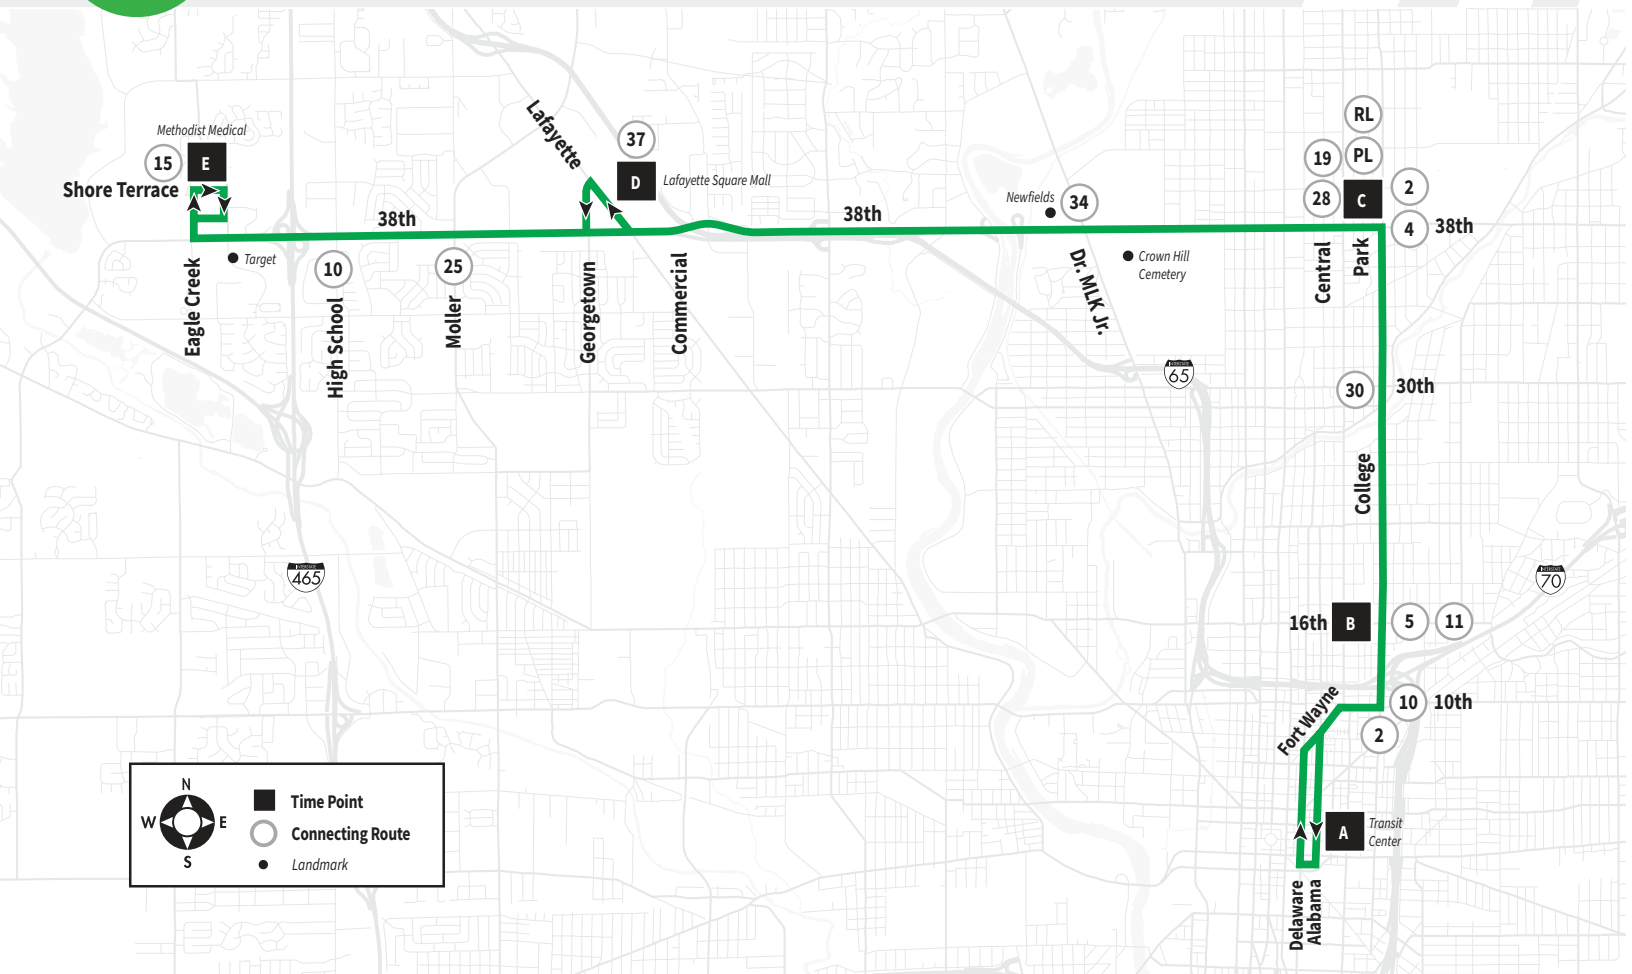 RL
19
PL
28
C
2
4
38th
Central
Park
Methodist Medical
15
E
Shore Terrace
38th
Target
Eagle Creek
10
High School
25
Moller
Lafayette
37
D
Lafayette Square Mall
Georgetown
Commercial
38th
Newfields
34
Dr. MLK Jr.
Crown Hill
Cemetery
INTERSTATE
65
30
30th
College
INTERSTATE
465
INTERSTATE
70
16th
B
5
11
10
10th
2
Fort Wayne
A
Transit
Center
Delaware
Alabama
N
W
E
S
Time Point
Connecting Route
Landmark